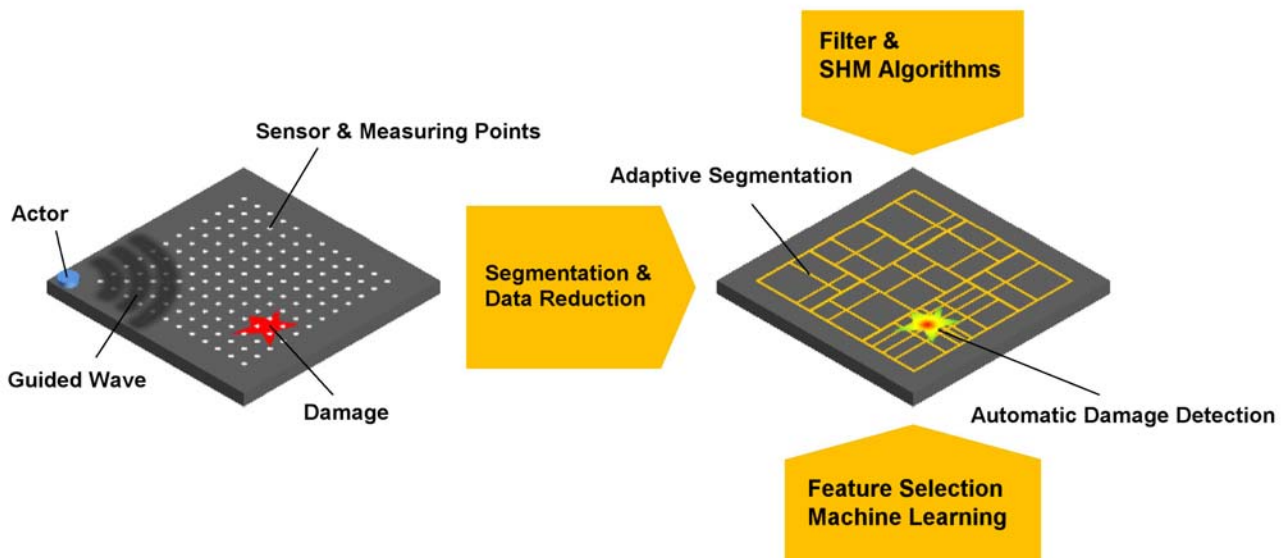 Filter &
SHM Algorithms
Sensor & Measuring Points
Adaptive Segmentation
Actor
Segmentation &
Data Reduction
Guided Wave
Damage
Automatic Damage Detection
Feature Selection
Machine Learning